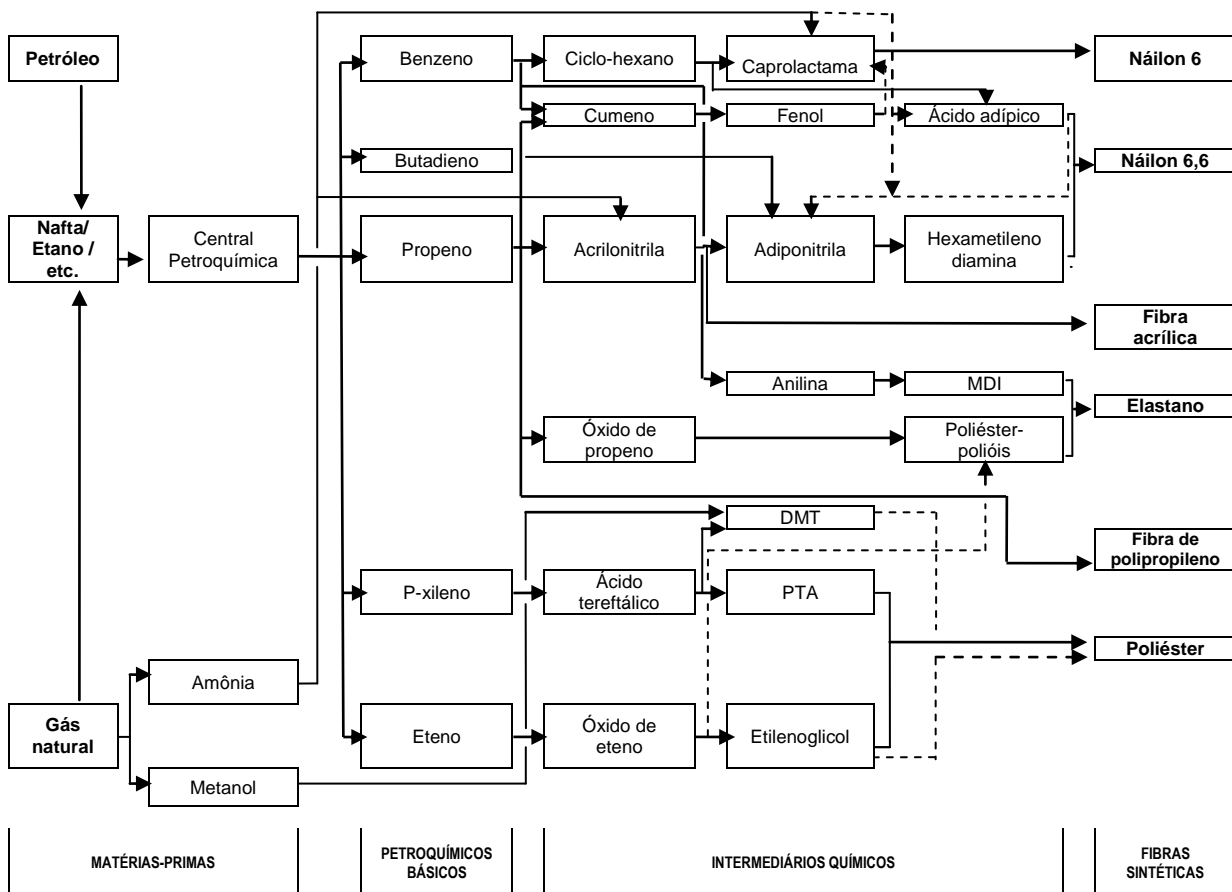 Petróleo
Benzeno
Ciclo-hexano
Caprolactama
Náilon 6
Cumeno
Fenol
Ácido adípico
Butadieno
Náilon 6,6
Nafta/
Etano /
etc.
Central
Petroquímica
Propeno
Acrilonitrila
Adiponitrila
Hexametileno
diamina
Fibra
acrílica
Anilina
MDI
Elastano
Óxido de
propeno
Poliéster-
polióis
DMT
Fibra de
polipropileno
P-xileno
Ácido
tereftálico
PTA
Poliéster
Amônia
Gás
natural
Eteno
Óxido de
eteno
Etilenoglicol
Metanol
MATÉRIAS-PRIMAS
PETROQUÍMICOS
BÁSICOS
INTERMEDIÁRIOS QUÍMICOS
FIBRAS
SINTÉTICAS